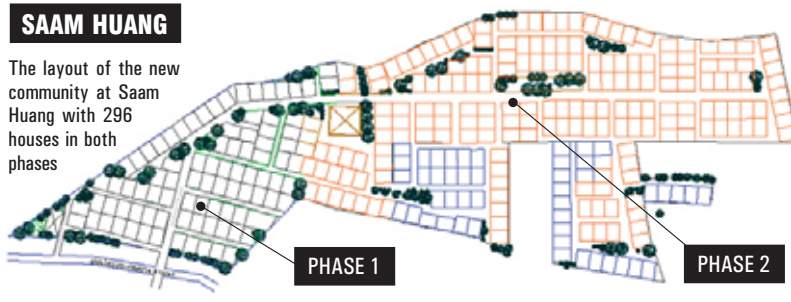 SAAM HUANG
The layout of the new
community at Saam
Huang with 296
houses in both
phases
PHASE 1
PHASE 2